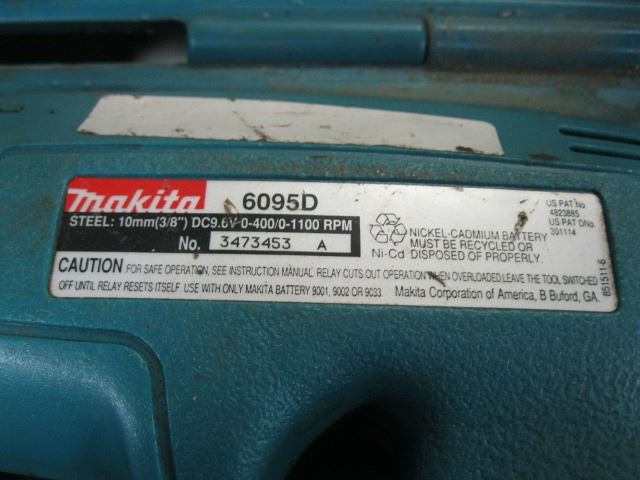 makita 6095D
STEEL: 10mm(3/8") DC9.6V 0-400/0-1100 RPM
No. 3473453 A
Ni-Cd
NICKEL-CADMIUM BATTERY
MUST BE RECYCLED OR
DISPOSED OF PROPERLY.
US PAT No
4823885
US PAT DNo.
301114
CAUTION FOR SAFE OPERATION, SEE INSTRUCTION MANUAL RELAY CUTS OUT OPERATION WHEN OVERLOADED. LEAVE THE TOOL SWITCHED
OFF UNTIL RELAY RESETS ITSELF USE WITH ONLY MAKITA BATTERY 9001, 9002 OR 9033 Makita Corporation of America, B Buford, GA.
851511-6